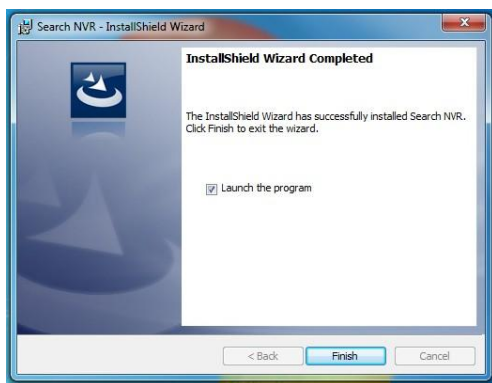 Search NVR - InstallShield Wizard
InstallShield Wizard Completed
The InstallShield Wizard has successfully installed Search NVR.
Click Finish to exit the wizard.
Launch the program
< Back
Finish
Cancel